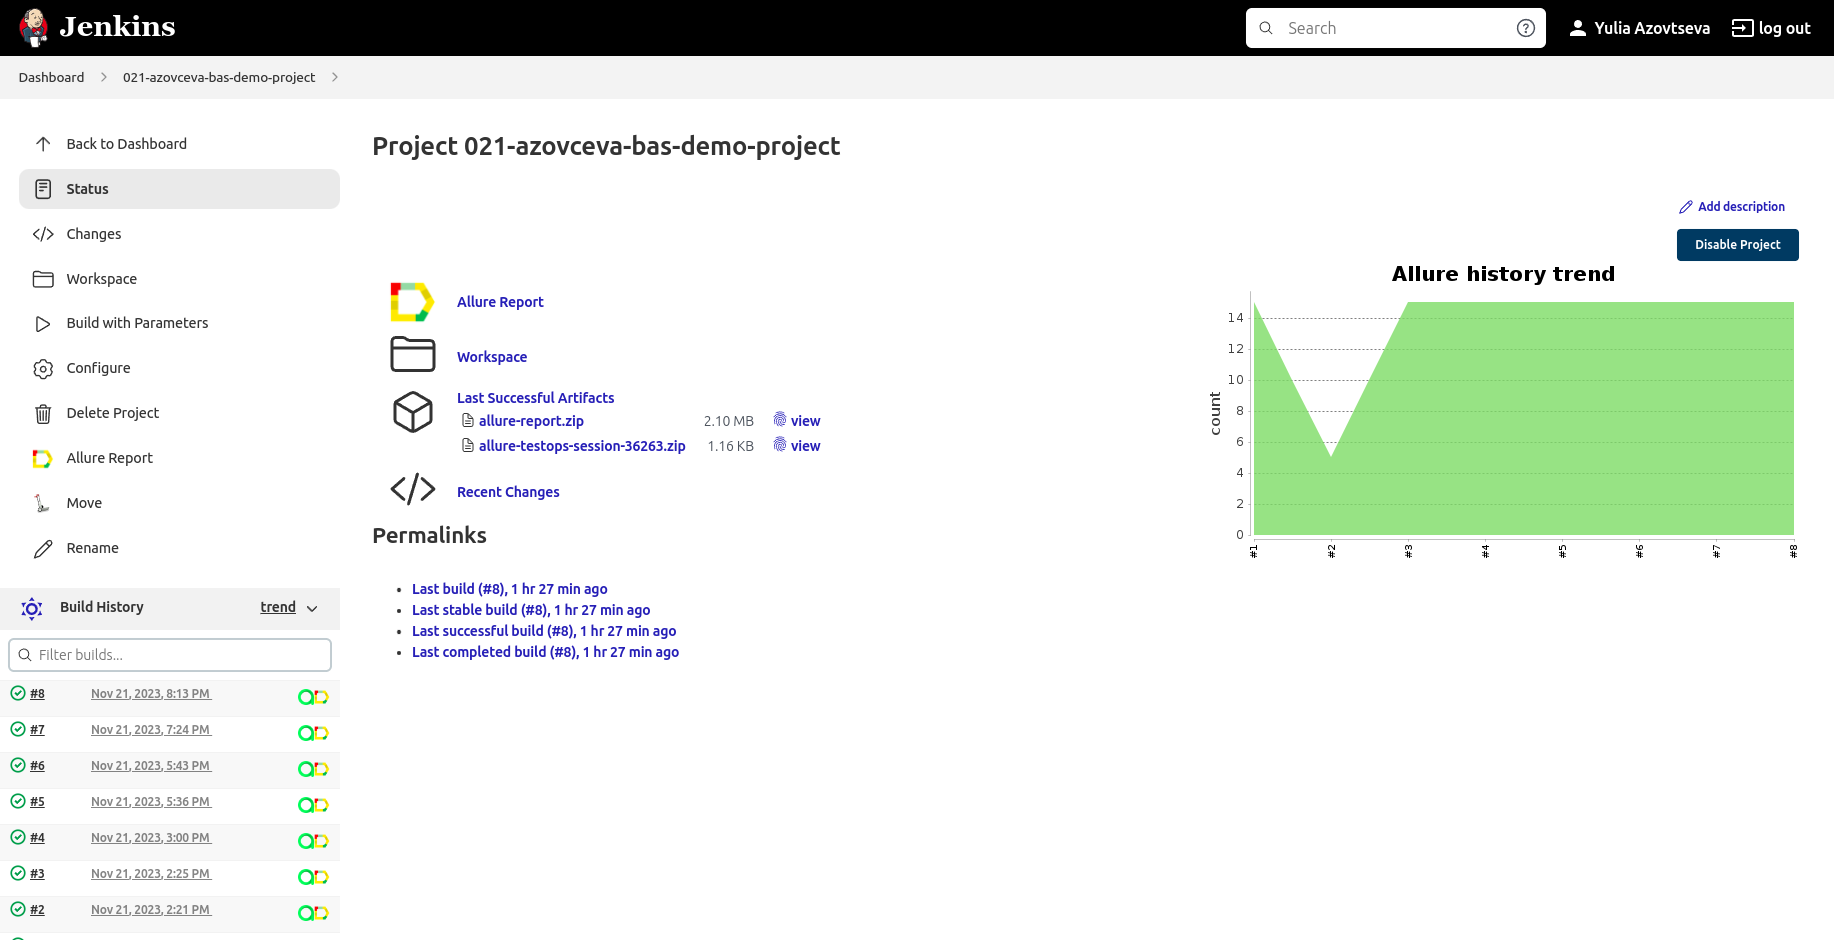 Jenkins
Search
Yulia Azovtseva
log out
Dashboard
021-azovceva-bas-demo-project
Back to Dashboard
Status
Changes
Workspace
Build with Parameters
Configure
Delete Project
Allure Report
Move
Rename
Build History
trend
Filter builds...
#8 Nov 21, 2023, 8:13 PM
#7 Nov 21, 2023, 7:24 PM
#6 Nov 21, 2023, 5:43 PM
#5 Nov 21, 2023, 5:36 PM
#4 Nov 21, 2023, 3:00 PM
#3 Nov 21, 2023, 2:25 PM
#2 Nov 21, 2023, 2:21 PM
Project 021-azovceva-bas-demo-project
Add description
Disable Project
Allure Report
Workspace
Last Successful Artifacts
allure-report.zip 2.10 MB view
allure-testops-session-36263.zip 1.16 KB view
Recent Changes
Permalinks
Last build (#8), 1 hr 27 min ago
Last stable build (#8), 1 hr 27 min ago
Last successful build (#8), 1 hr 27 min ago
Last completed build (#8), 1 hr 27 min ago
Allure history trend
count
14
12
10
8
6
4
2
0
#1 #2 #3 #4 #5 #6 #7 #8